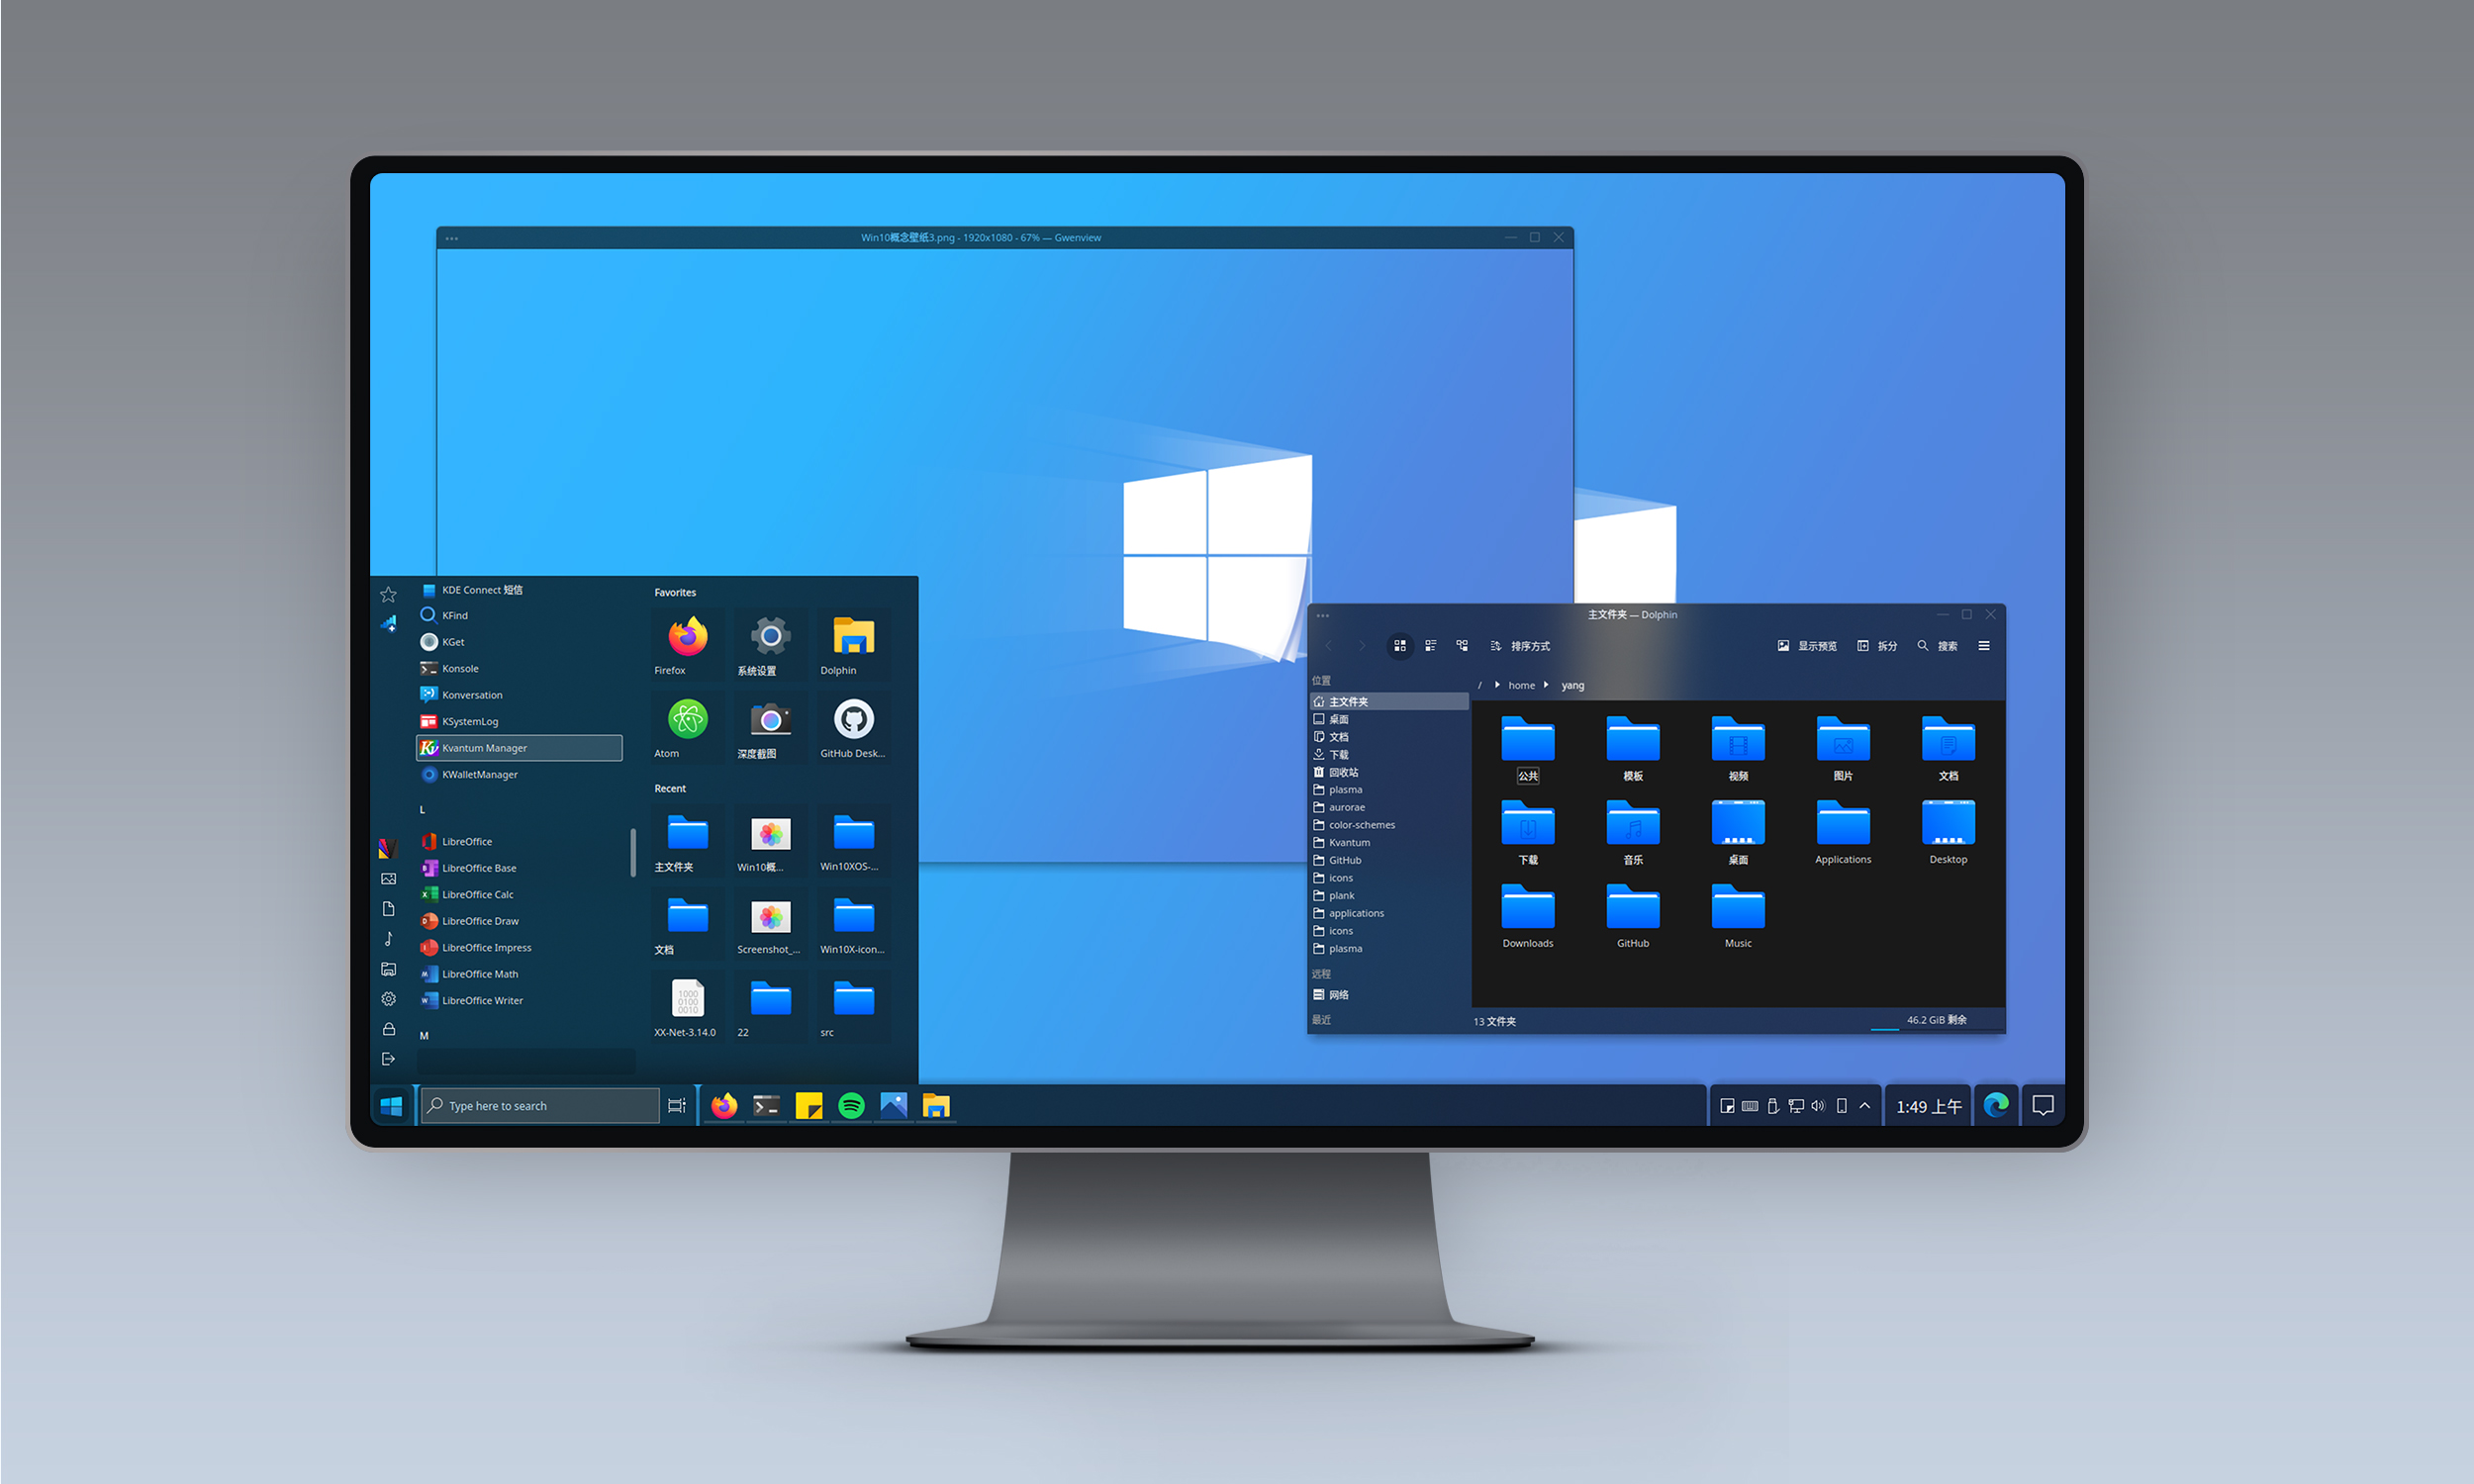 Win10概念壁纸3.png - 1920x1080 - 67% — Gwenview
KDE Connect 短信
KFind
KGet
Konsole
Konversation
KSystemLog
Kvantum Manager
KWalletManager
L
LibreOffice
LibreOffice Base
LibreOffice Calc
LibreOffice Draw
LibreOffice Impress
LibreOffice Math
LibreOffice Writer
M
Favorites
Firefox
系统设置
Dolphin
Atom
深度截图
GitHub Desk...
Recent
主文件夹
Win10概...
Win10XOS-...
文档
Screenshot_...
Win10X-icon...
1000
0100
0010
XX-Net-3.14.0
22
src
主文件夹 — Dolphin
排序方式
显示预览
拆分
搜索
/ home yang
位置
主文件夹
桌面
文档
下载
回收站
plasma
aurorae
color-schemes
Kvantum
GitHub
icons
plank
applications
icons
plasma
远程
网络
最近
公共
模板
视频
图片
文档
下载
音乐
桌面
Applications
Desktop
Downloads
GitHub
Music
13 文件夹
46.2 GiB 剩余
Type here to search
1:49 上午